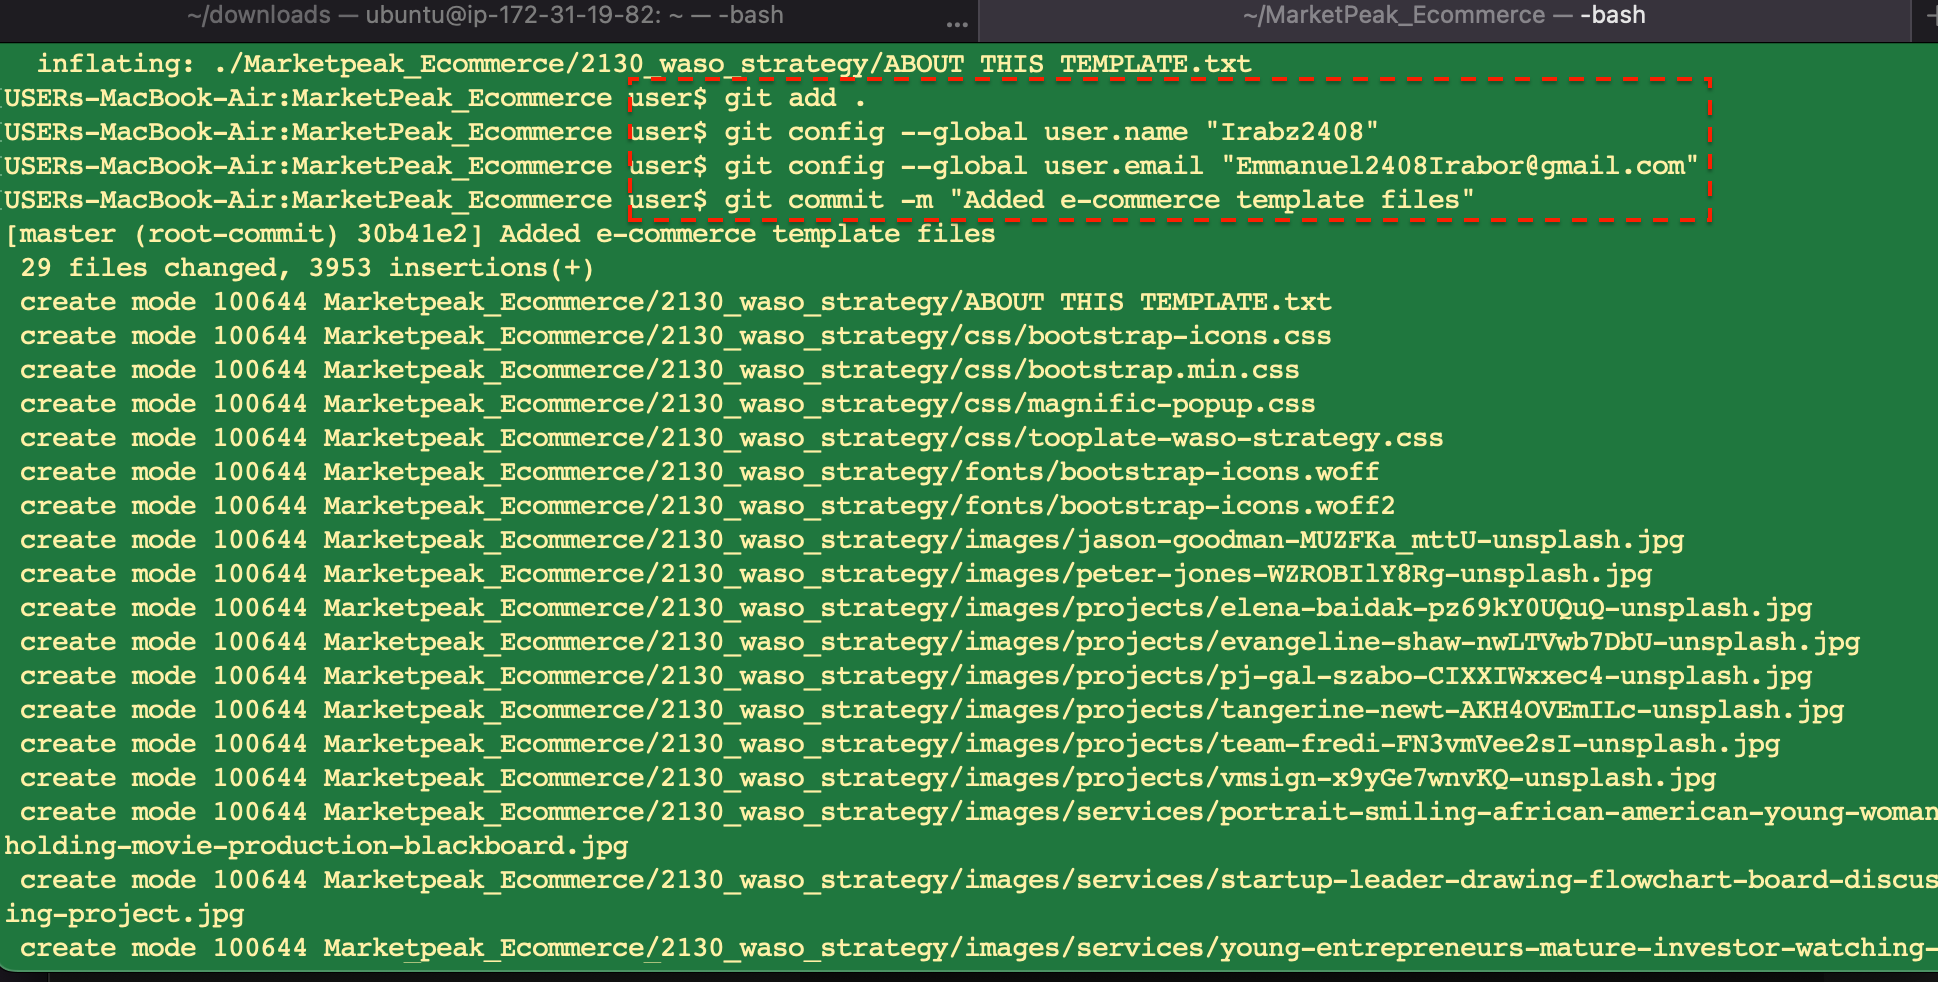 ~/downloads — ubuntu@ip-172-31-19-82: ~ — -bash ... ~/MarketPeak_Ecommerce — -bash
inflating: ./Marketpeak_Ecommerce/2130_waso_strategy/ABOUT THIS TEMPLATE.txt
USERs-MacBook-Air:MarketPeak_Ecommerce user$ git add .
USERs-MacBook-Air:MarketPeak_Ecommerce user$ git config --global user.name "Irabz2408"
USERs-MacBook-Air:MarketPeak_Ecommerce user$ git config --global user.email "Emmanuel2408Irabor@gmail.com"
USERs-MacBook-Air:MarketPeak_Ecommerce user$ git commit -m "Added e-commerce template files"
[master (root-commit) 30b41e2] Added e-commerce template files
29 files changed, 3953 insertions(+)
create mode 100644 Marketpeak_Ecommerce/2130_waso_strategy/ABOUT THIS TEMPLATE.txt
create mode 100644 Marketpeak_Ecommerce/2130_waso_strategy/css/bootstrap-icons.css
create mode 100644 Marketpeak_Ecommerce/2130_waso_strategy/css/bootstrap.min.css
create mode 100644 Marketpeak_Ecommerce/2130_waso_strategy/css/magnific-popup.css
create mode 100644 Marketpeak_Ecommerce/2130_waso_strategy/css/tooplate-waso-strategy.css
create mode 100644 Marketpeak_Ecommerce/2130_waso_strategy/fonts/bootstrap-icons.woff
create mode 100644 Marketpeak_Ecommerce/2130_waso_strategy/fonts/bootstrap-icons.woff2
create mode 100644 Marketpeak_Ecommerce/2130_waso_strategy/images/jason-goodman-MUZFKa_mttU-unsplash.jpg
create mode 100644 Marketpeak_Ecommerce/2130_waso_strategy/images/peter-jones-WZROBIlY8Rg-unsplash.jpg
create mode 100644 Marketpeak_Ecommerce/2130_waso_strategy/images/projects/elena-baidak-pz69kY0UQuQ-unsplash.jpg
create mode 100644 Marketpeak_Ecommerce/2130_waso_strategy/images/projects/evangeline-shaw-nwLTVwb7DbU-unsplash.jpg
create mode 100644 Marketpeak_Ecommerce/2130_waso_strategy/images/projects/pj-gal-szabo-CIXXIWxxec4-unsplash.jpg
create mode 100644 Marketpeak_Ecommerce/2130_waso_strategy/images/projects/tangerine-newt-AKH4OVEmILc-unsplash.jpg
create mode 100644 Marketpeak_Ecommerce/2130_waso_strategy/images/projects/team-fredi-FN3vmVee2sI-unsplash.jpg
create mode 100644 Marketpeak_Ecommerce/2130_waso_strategy/images/projects/vmsign-x9yGe7wnvKQ-unsplash.jpg
create mode 100644 Marketpeak_Ecommerce/2130_waso_strategy/images/services/portrait-smiling-african-american-young-woman
holding-movie-production-blackboard.jpg
create mode 100644 Marketpeak_Ecommerce/2130_waso_strategy/images/services/startup-leader-drawing-flowchart-board-discus
ing-project.jpg
create mode 100644 Marketpeak_Ecommerce/2130_waso_strategy/images/services/young-entrepreneurs-mature-investor-watching-